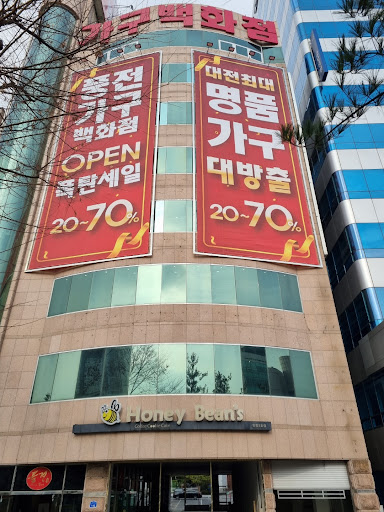 가구백화점
특전
가구
백화점
OPEN
폭탄세일
20~70%
대전최대
명품
가구
대방출
20~70%
Honey Bean's